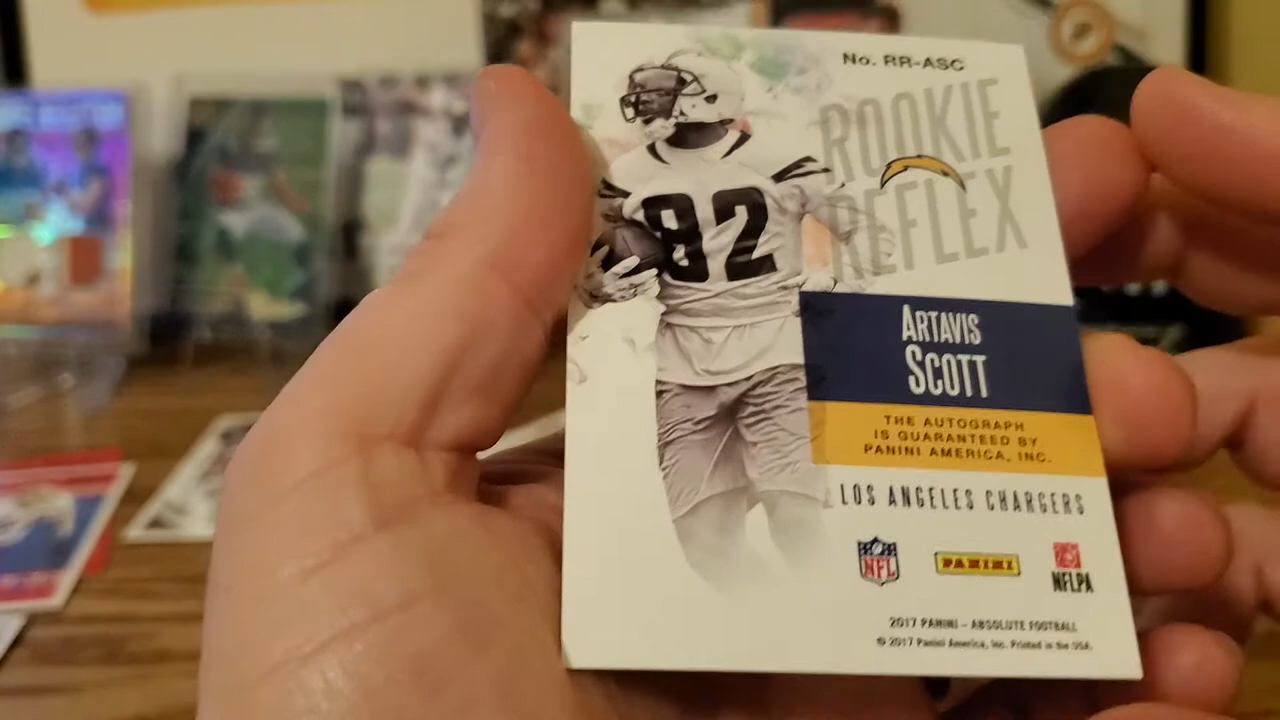 No. RR-ASC
ROOKIE
REFLEX
82
ARTAVIS
SCOTT
THE AUTOGRAPH
IS GUARANTEED BY
PANINI AMERICA, INC.
LOS ANGELES CHARGERS
NFL
PANINI
NFLPA
2017 PANINI – ABSOLUTE FOOTBALL
© 2017 Panini America, Inc. Printed in the USA.